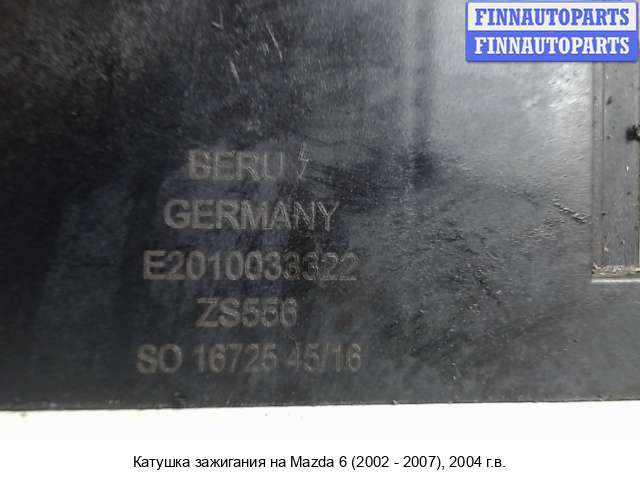 FINNAUTOPARTS
FINNAUTOPARTS
BERU
GERMANY
E2010033322
ZS556
SO 16725 45/16
Катушка зажигания на Mazda 6 (2002 - 2007), 2004 г.в.